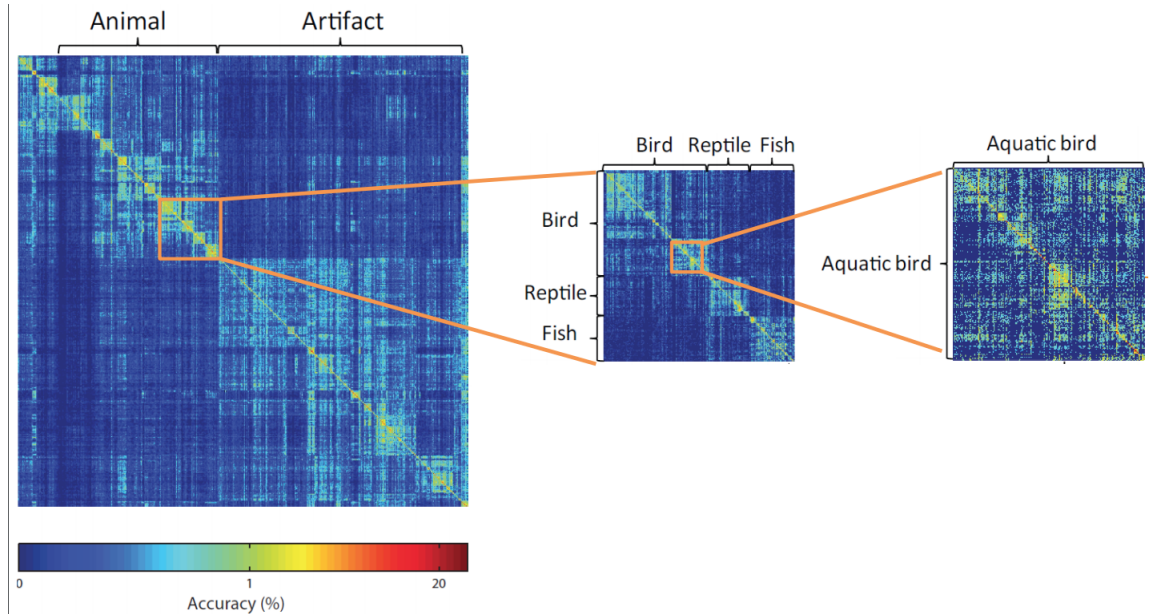 Animal
Artifact
Bird
Reptile
Fish
Bird
Reptile
Fish
Aquatic bird
Aquatic bird
0
1
20
Accuracy (%)